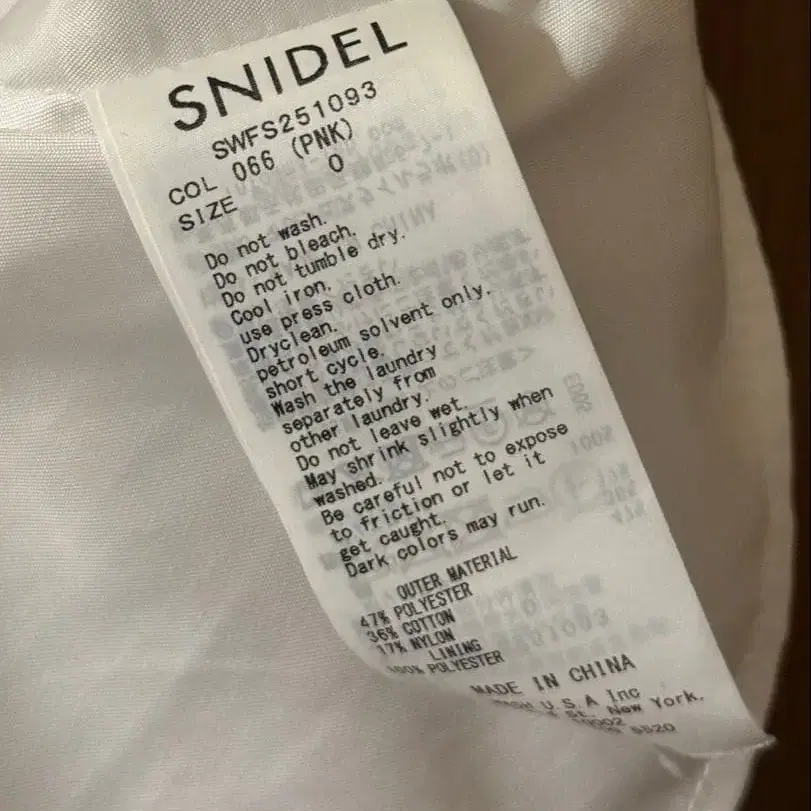 SNIDEL
SWFS251093
COL 066 (PNK)
SIZE 0
Do not wash.
Do not bleach.
Do not tumble dry.
Cool iron.
use press cloth.
Dryclean.
petroleum solvent only.
short cycle.
Wash the laundry
separately from
other laundry.
Do not leave wet.
May shrink slightly when
washed.
Be careful not to expose
to friction or let it
get caught.
Dark colors may run.
OUTER MATERIAL
47% POLYESTER
36% COTTON
17% NYLON
LINING
100% POLYESTER
MADE IN CHINA
U.S.A Inc
St., New York.
5520